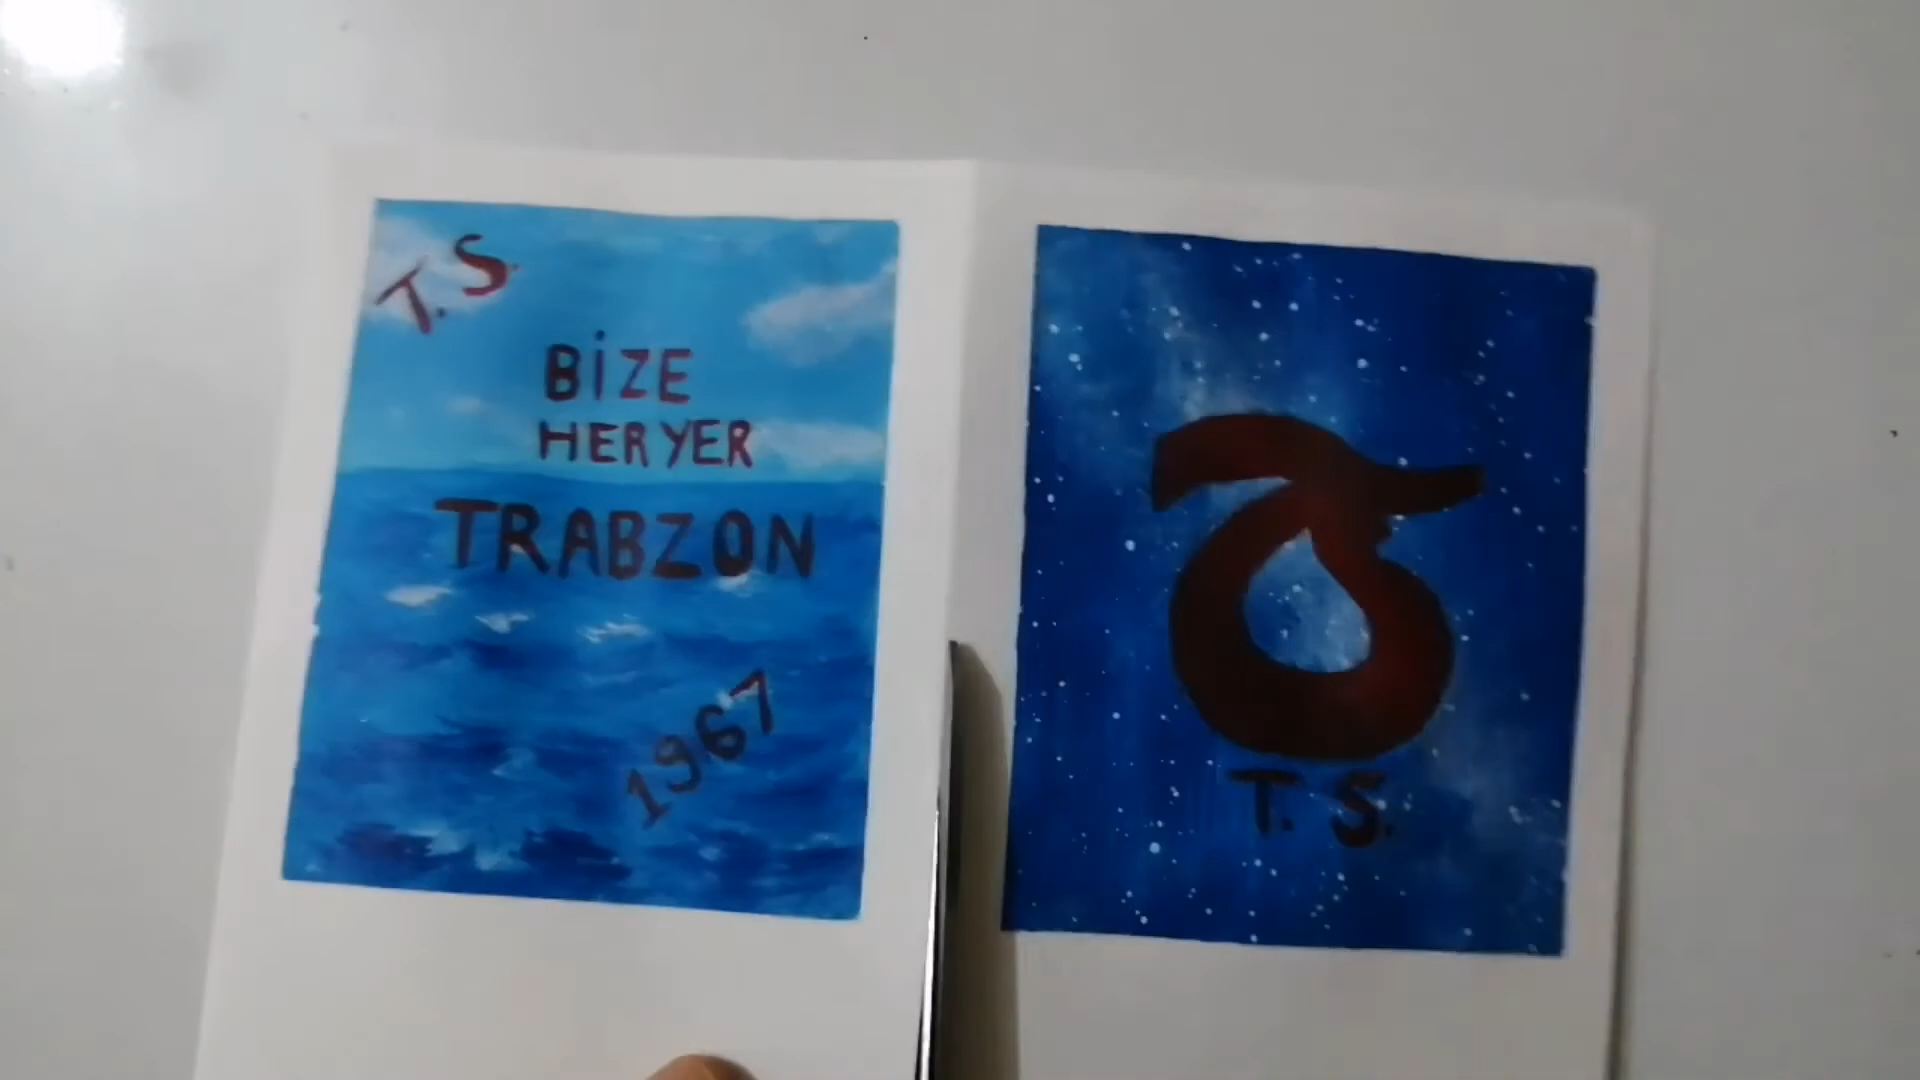 T.S.
BİZE
HER YER
TRABZON
1967
T.S.